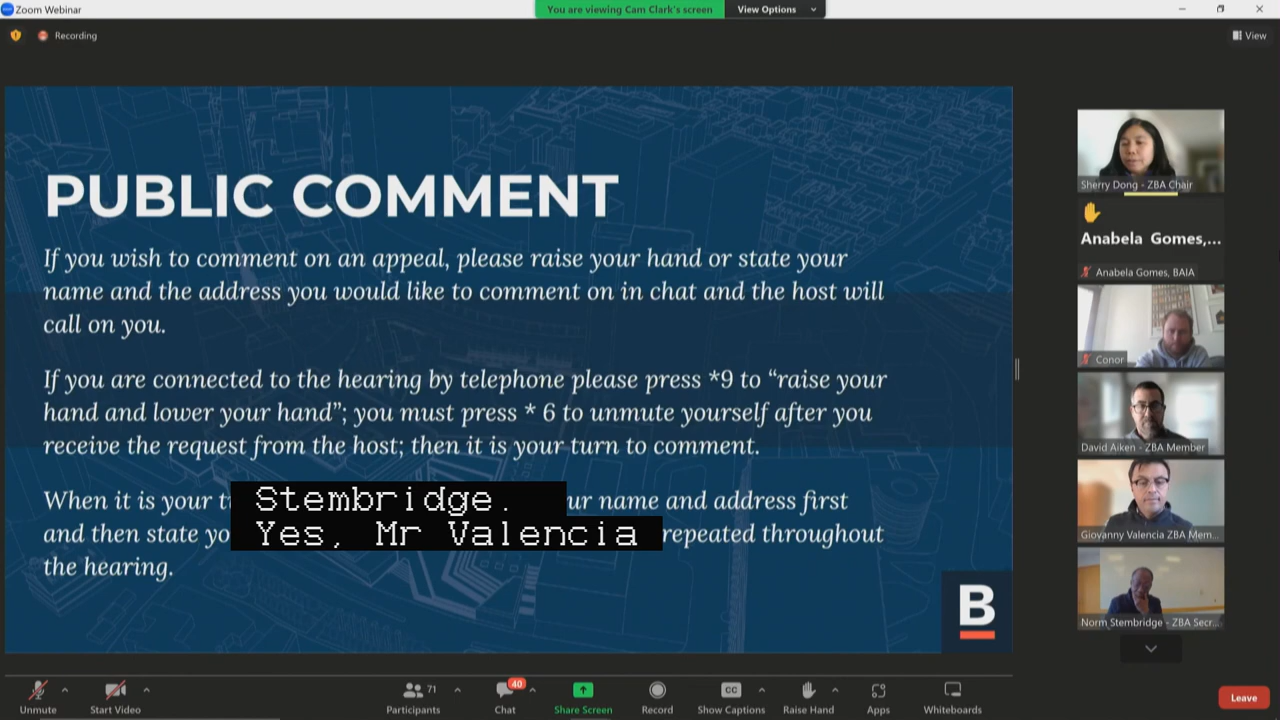 Zoom Webinar
You are viewing Cam Clark's screen
View Options
Recording
View
PUBLIC COMMENT
If you wish to comment on an appeal, please raise your hand or state your
name and the address you would like to comment on in chat and the host will
call on you.
If you are connected to the hearing by telephone please press *9 to “raise your
hand and lower your hand”; you must press * 6 to unmute yourself after you
receive the request from the host; then it is your turn to comment.
When it is your t
ur name and address first
and then state yo
repeated throughout
the hearing.
Stembridge.
Yes, Mr Valencia
B
Sherry Dong - ZBA Chair
Anabela Gomes,...
Anabela Gomes, BAIA
Conor
David Aiken - ZBA Member
Giovanny Valencia ZBA Mem...
Norm Stembridge - ZBA Secr...
Unmute
Start Video
71
Participants
40
Chat
Share Screen
Record
CC
Show Captions
Raise Hand
Apps
Whiteboards
Leave